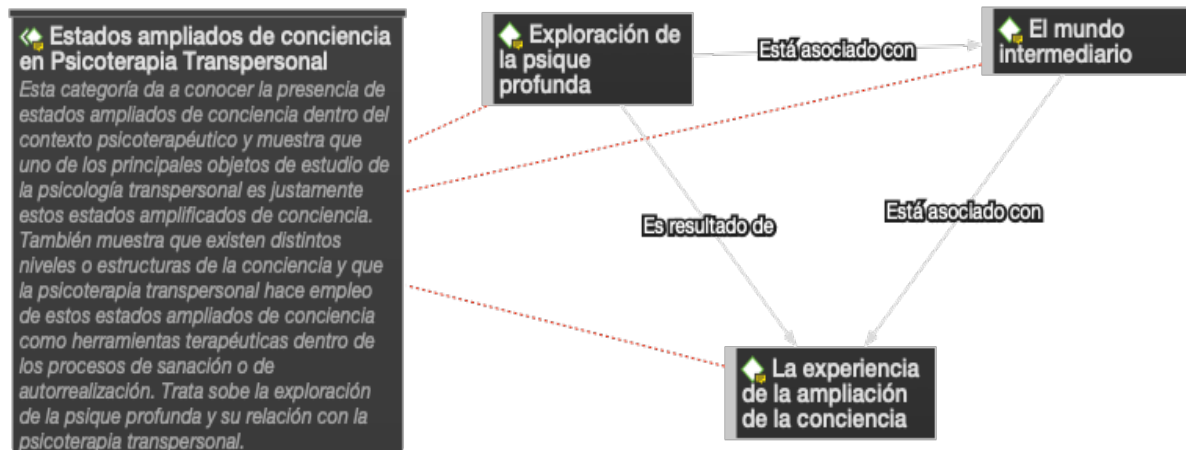 Estados ampliados de conciencia
en Psicoterapia Transpersonal
Esta categoría da a conocer la presencia de
estados ampliados de conciencia dentro del
contexto psicoterapéutico y muestra que
uno de los principales objetos de estudio de
la psicología transpersonal es justamente
estos estados amplificados de conciencia.
También muestra que existen distintos
niveles o estructuras de la conciencia y que
la psicoterapia transpersonal hace empleo
de estos estados ampliados de conciencia
como herramientas terapéuticas dentro de
los procesos de sanación o de
autorrealización. Trata sobe la exploración
de la psique profunda y su relación con la
psicoterapia transpersonal.
Exploración de
la psique
profunda
Está asociado con
El mundo
intermediario
Es resultado de
Está asociado con
La experiencia
de la ampliación
de la conciencia